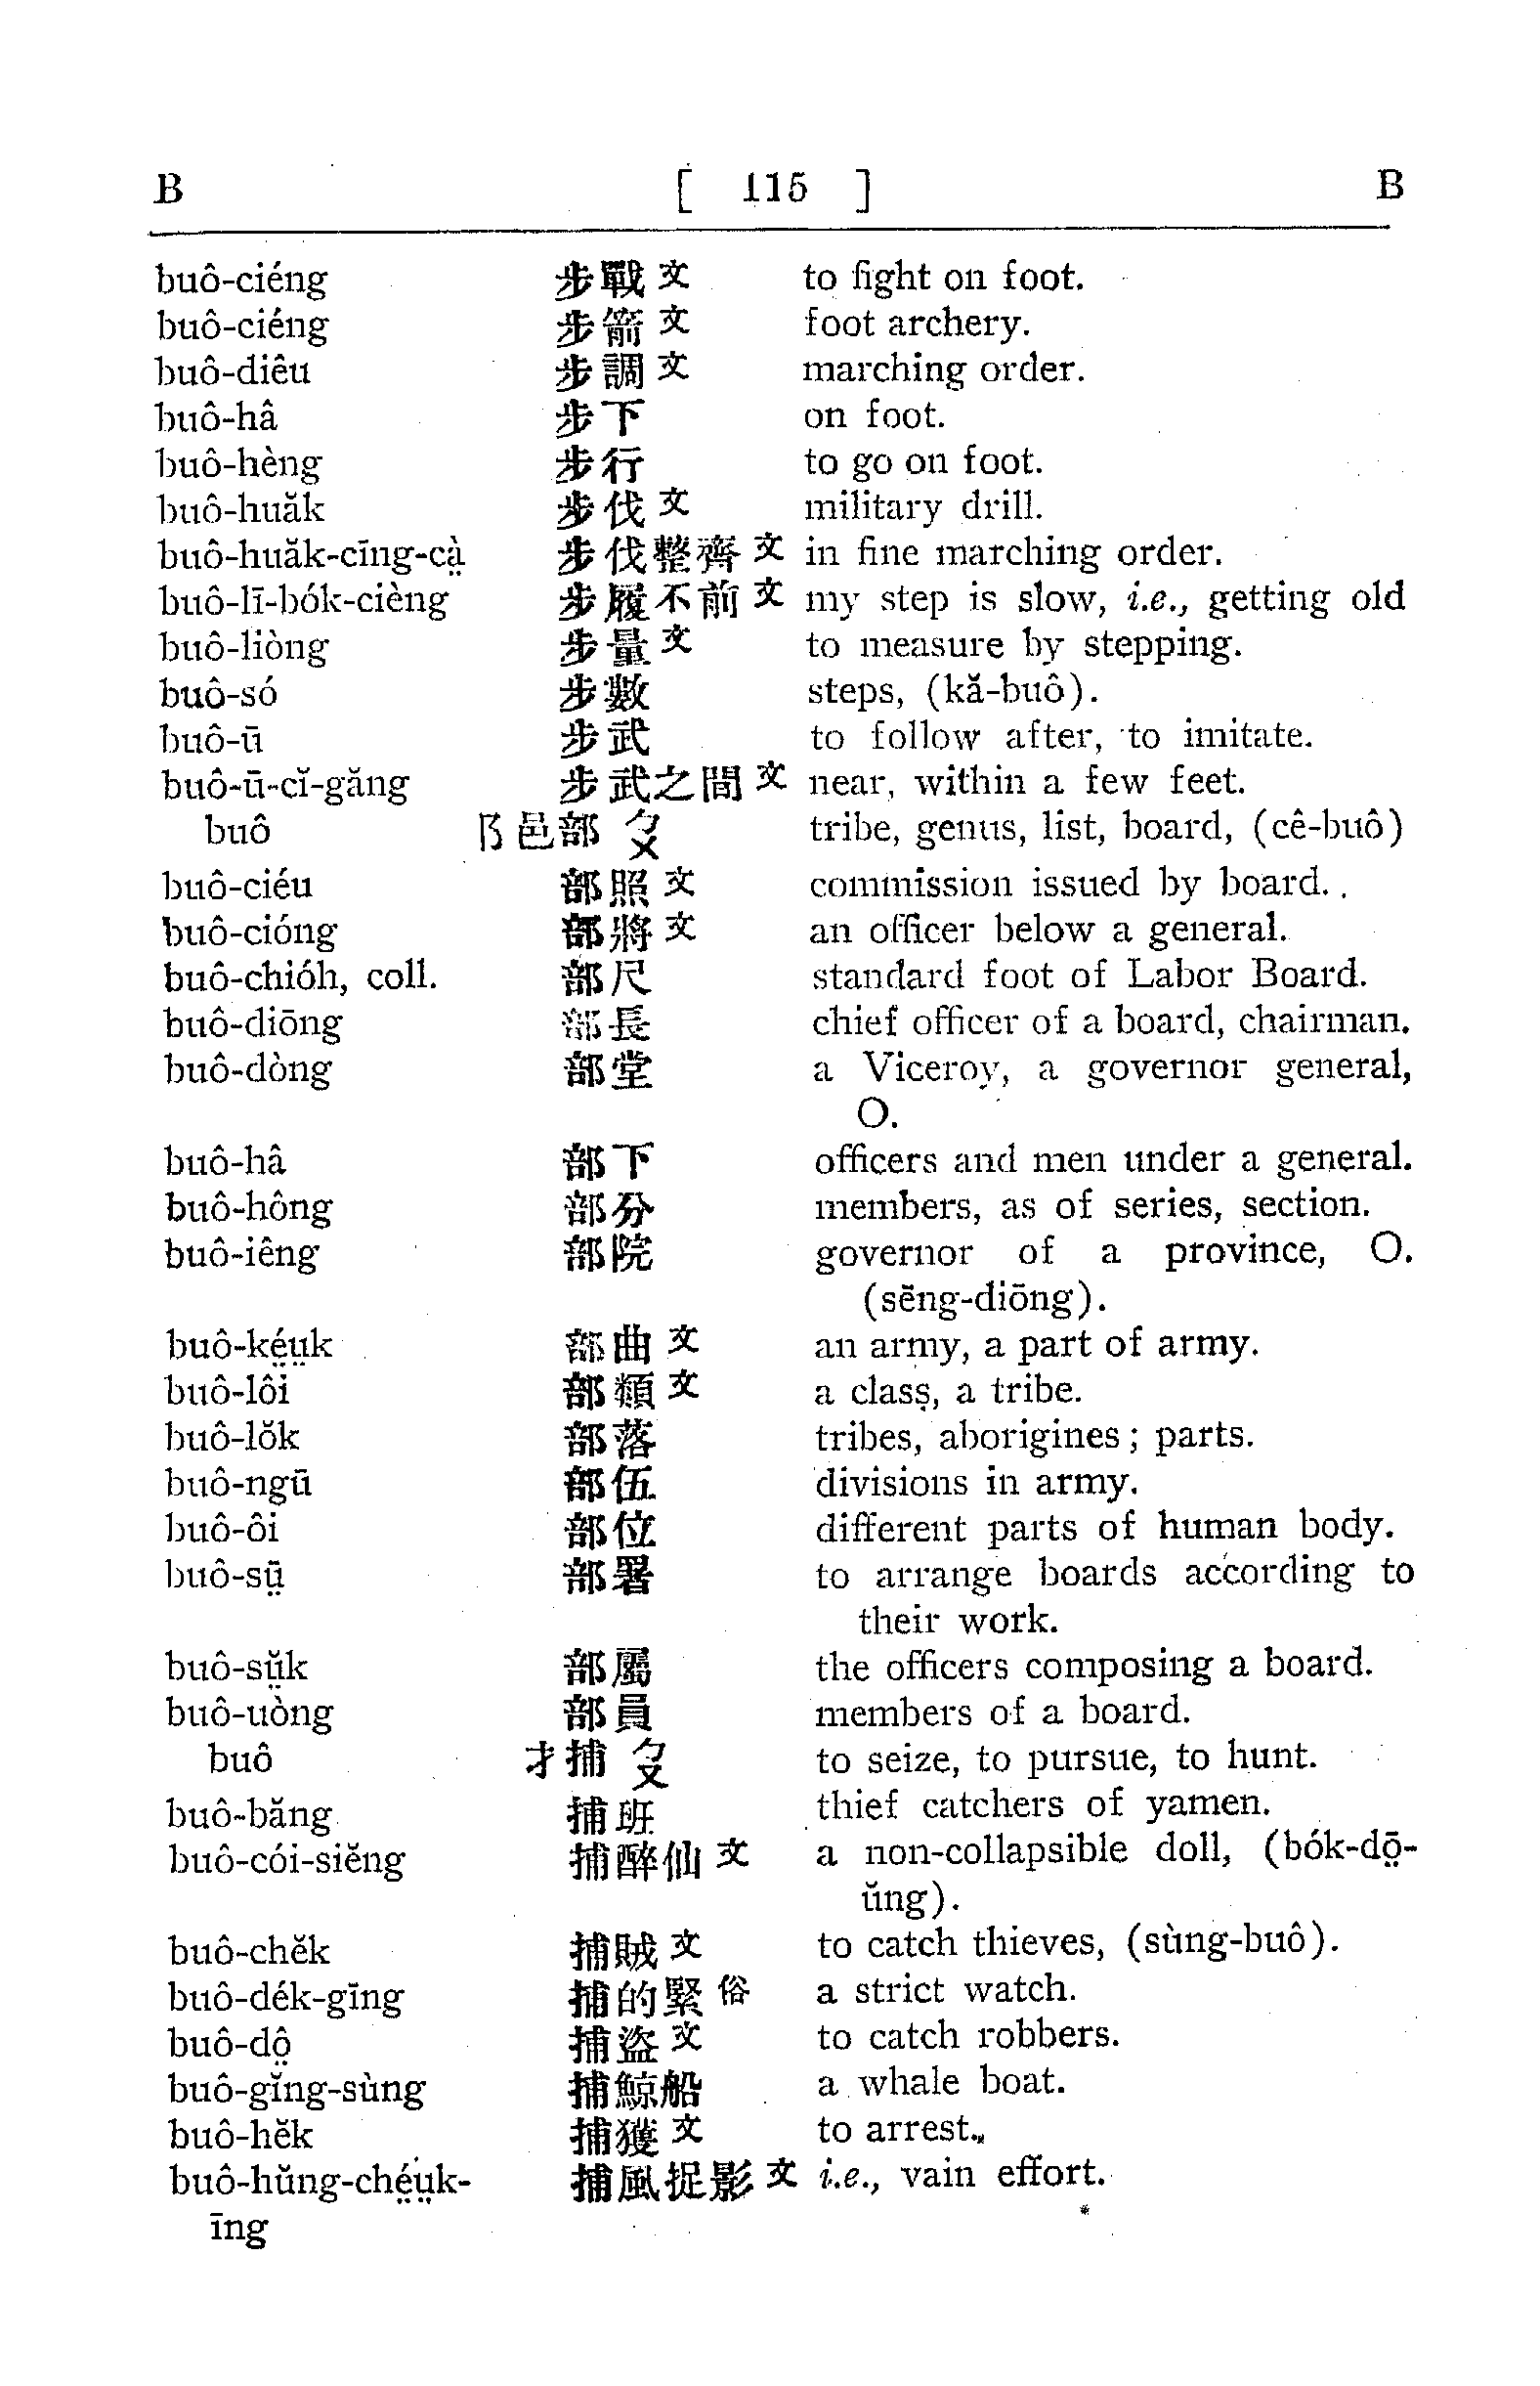 B [ 115 ] B
buô-ciéng 步戰文 to fight on foot.
buô-ciéng 步箭文 foot archery.
buô-diêu 步調文 marching order.
buô-hâ 步下 on foot.
buô-hèng 步行 to go on foot.
buô-huăk 步伐文 military drill.
buô-huăk-cīng-cà̤ 步伐整齊文 in fine marching order.
buô-lī-bók-cièng 步履不前文 my step is slow, i.e., getting old
buô-liòng 步量文 to measure by stepping.
buô-só 步數 steps, (kă-buô).
buô-ū 步武 to follow after, to imitate.
buô-ū-cĭ-găng 步武之間文 near, within a few feet.
buô 阝邑部 ㄆㄨ tribe, genus, list, board, (cê-buô)
buô-ciéu 部照文 commission issued by board.
buô-cióng 部將文 an officer below a general.
buô-chióh, coll. 部尺 standard foot of Labor Board.
buô-diōng 部長 chief officer of a board, chairman.
buô-dòng 部堂 a Viceroy, a governor general,
O.
buô-hâ 部下 officers and men under a general.
buô-hông 部分 members, as of series, section.
buô-iêng 部院 governor of a province, O.
(sēng-diōng).
buô-ké̤ṳk 部曲文 an army, a part of army.
buô-lôi 部類文 a class, a tribe.
buô-lŏk 部落 tribes, aborigines; parts.
buô-ngū 部伍 divisions in army.
buô-ôi 部位 different parts of human body.
buô-sṳ̄ 部署 to arrange boards according to
their work.
buô-sṳ̆k 部屬 the officers composing a board.
buô-uòng 部員 members of a board.
buô 扌捕 ㄆㄨ to seize, to pursue, to hunt.
buô-băng 捕班 thief catchers of yamen.
buô-cói-siĕng 捕醉仙文 a non-collapsible doll, (bók-dō̤-
ŭng).
buô-chĕk 捕賊文 to catch thieves, (sùng-buô).
buô-dék-gīng 捕的緊俗 a strict watch.
buô-dô̤ 捕盜文 to catch robbers.
buô-gĭng-sùng 捕鯨船 a whale boat.
buô-hĕk 捕獲文 to arrest.
buô-hŭng-ché̤ṳk- 捕風捉影文 i.e., vain effort.
īng